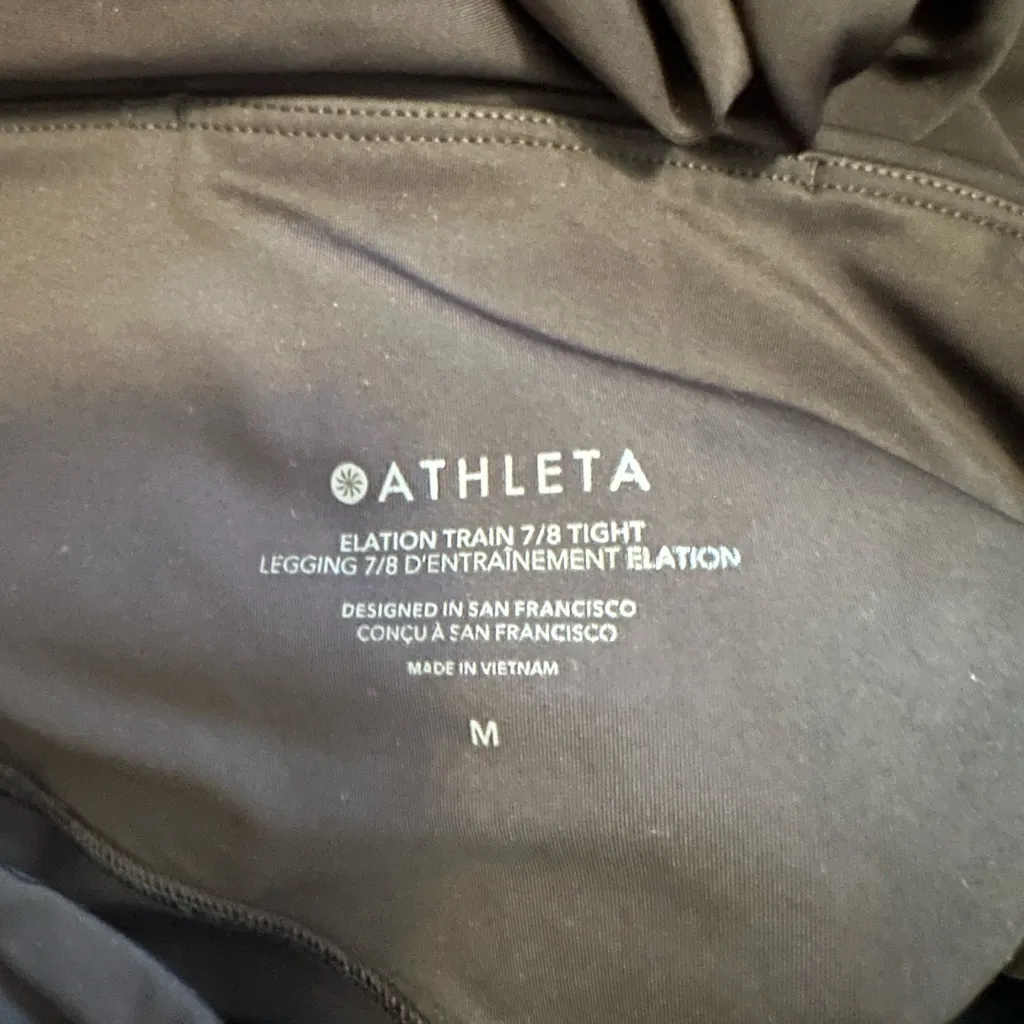 ATHLETA
ELATION TRAIN 7/8 TIGHT
LEGGING 7/8 D'ENTRAÎNEMENT ELATION
DESIGNED IN SAN FRANCISCO
CONÇU À SAN FRANCISCO
MADE IN VIETNAM
M